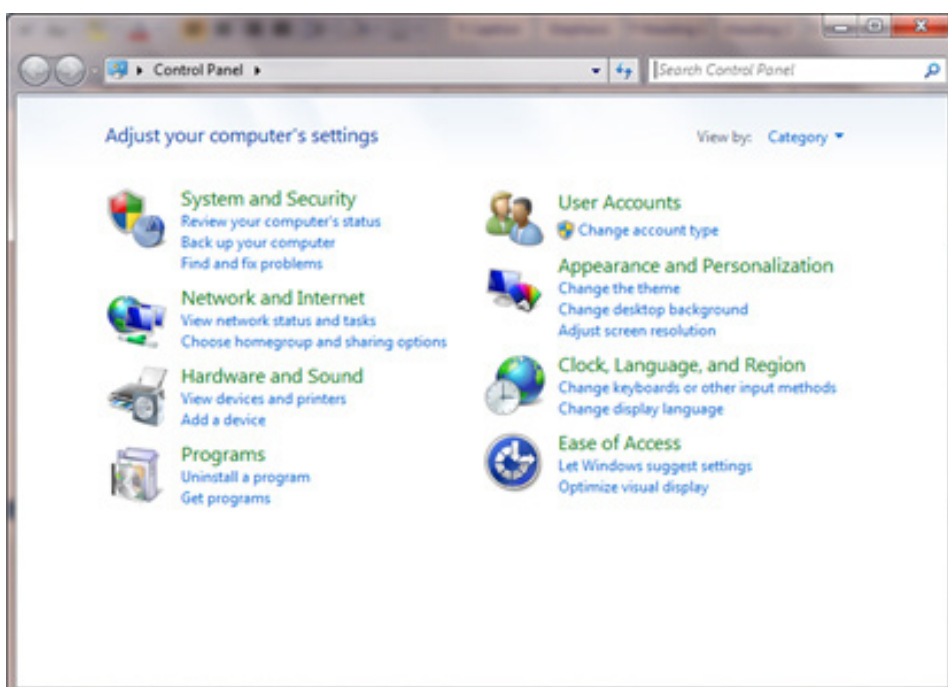 Control Panel
Search Control Panel
Adjust your computer's settings
View by: Category
System and Security
Review your computer's status
Back up your computer
Find and fix problems
Network and Internet
View network status and tasks
Choose homegroup and sharing options
Hardware and Sound
View devices and printers
Add a device
Programs
Uninstall a program
Get programs
User Accounts
Change account type
Appearance and Personalization
Change the theme
Change desktop background
Adjust screen resolution
Clock, Language, and Region
Change keyboards or other input methods
Change display language
Ease of Access
Let Windows suggest settings
Optimize visual display